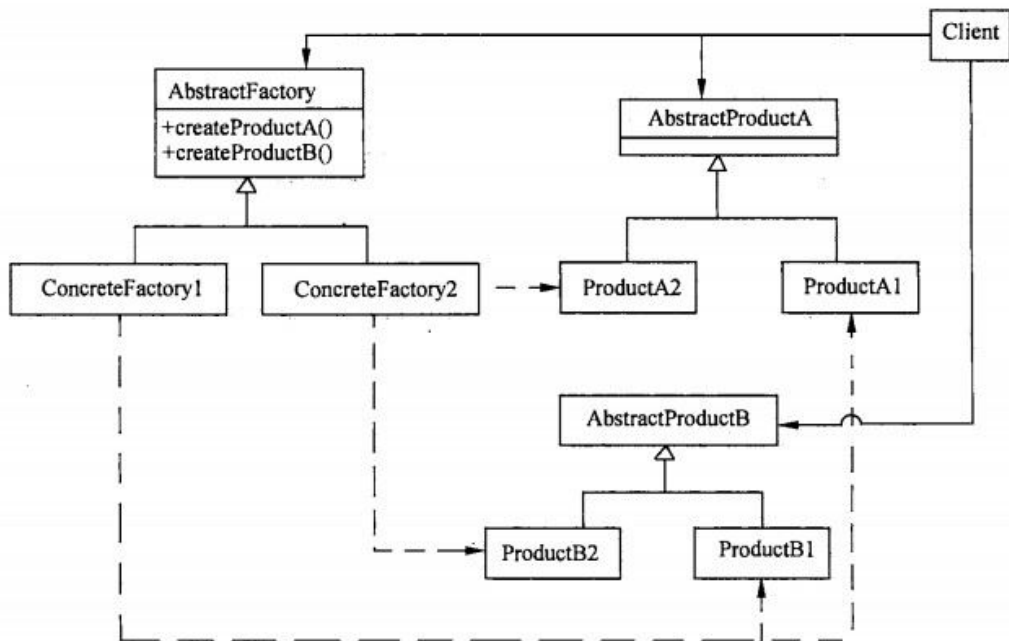 Client
AbstractFactory
+createProductA()
+createProductB()
AbstractProductA
ConcreteFactory1
ConcreteFactory2
ProductA2
ProductA1
AbstractProductB
ProductB2
ProductB1